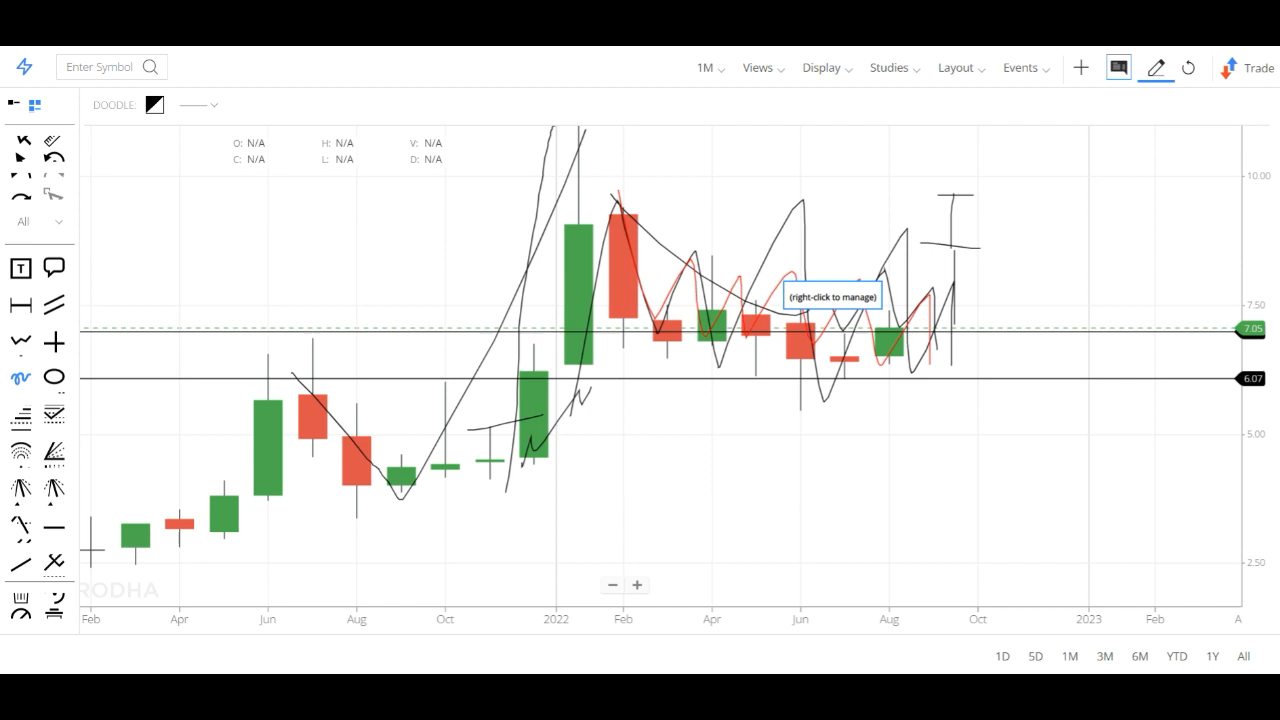 Enter Symbol
1M Views Display Studies Layout Events Trade
DOODLE:
O: N/A H: N/A V: N/A
C: N/A L: N/A D: N/A
All
T
10.00
7.50
(right-click to manage)
7.05
6.07
5.00
2.50
RODHA
Feb Apr Jun Aug Oct 2022 Feb Apr Jun Aug Oct 2023 Feb A
1D 5D 1M 3M 6M YTD 1Y All